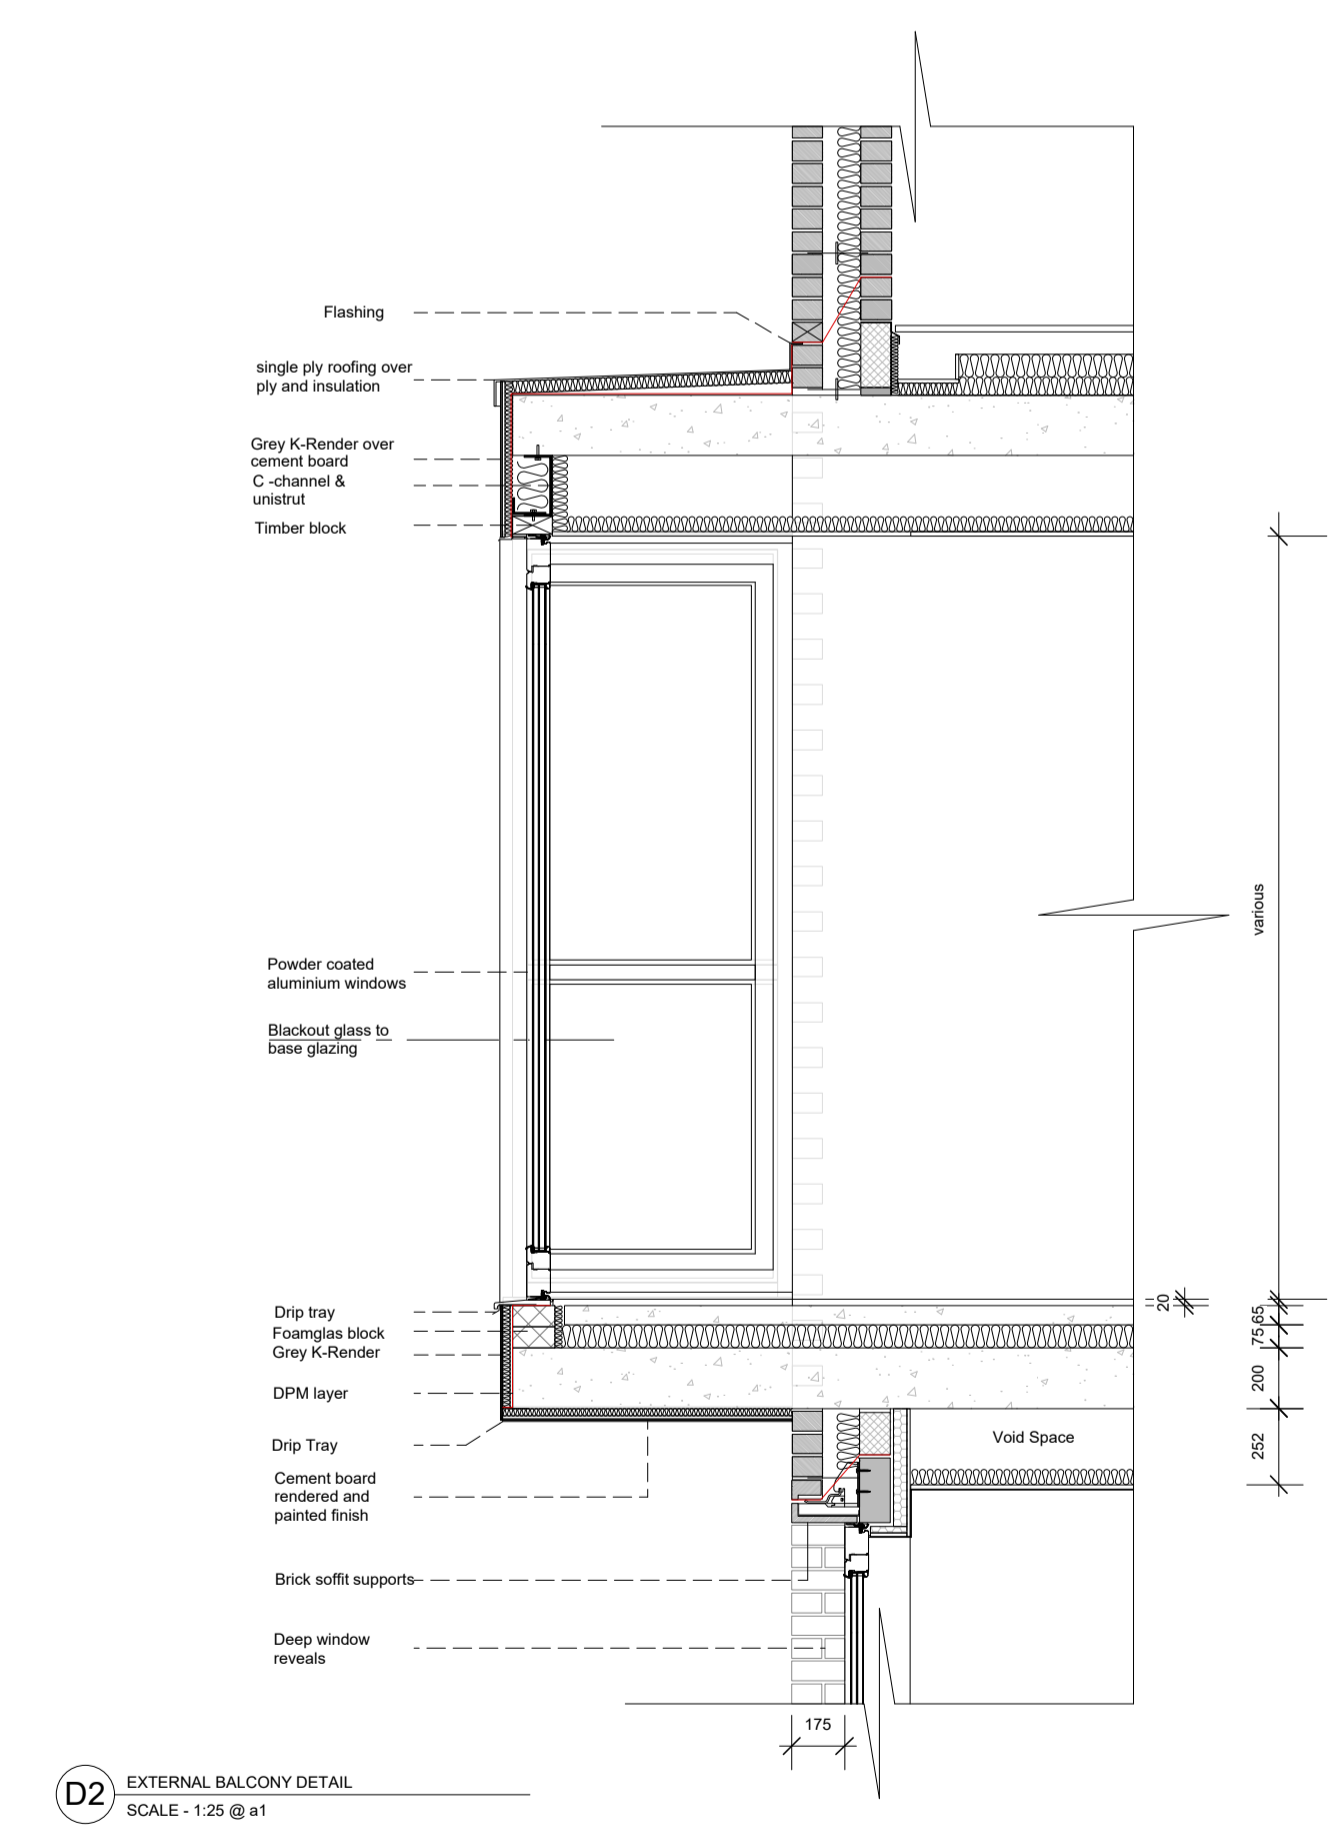 Flashing
single ply roofing over
ply and insulation
Grey K-Render over
cement board
C -channel &
unistrut
Timber block
various
Powder coated
aluminium windows
Blackout glass to
base glazing
20
Drip tray
65
Foamglas block
75
Grey K-Render
200
DPM layer
Void Space
252
Drip Tray
Cement board
rendered and
painted finish
Brick soffit supports
Deep window
reveals
175
D2
EXTERNAL BALCONY DETAIL
SCALE - 1:25 @ a1